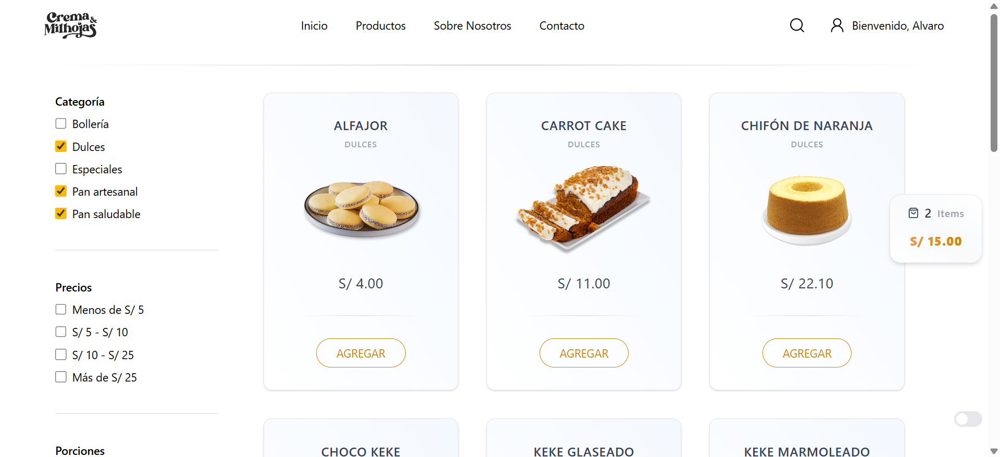 Crema &
Milhojas
Inicio
Productos
Sobre Nosotros
Contacto
Bienvenido, Alvaro
Categoría
Bollería
Dulces
Especiales
Pan artesanal
Pan saludable
Precios
Menos de S/ 5
S/ 5 - S/ 10
S/ 10 - S/ 25
Más de S/ 25
Porciones
ALFAJOR
DULCES
S/ 4.00
AGREGAR
CARROT CAKE
DULCES
S/ 11.00
AGREGAR
CHIFÓN DE NARANJA
DULCES
S/ 22.10
AGREGAR
2 Items
S/ 15.00
CHOCO KEKE
KEKE GLASEADO
KEKE MARMOLEADO